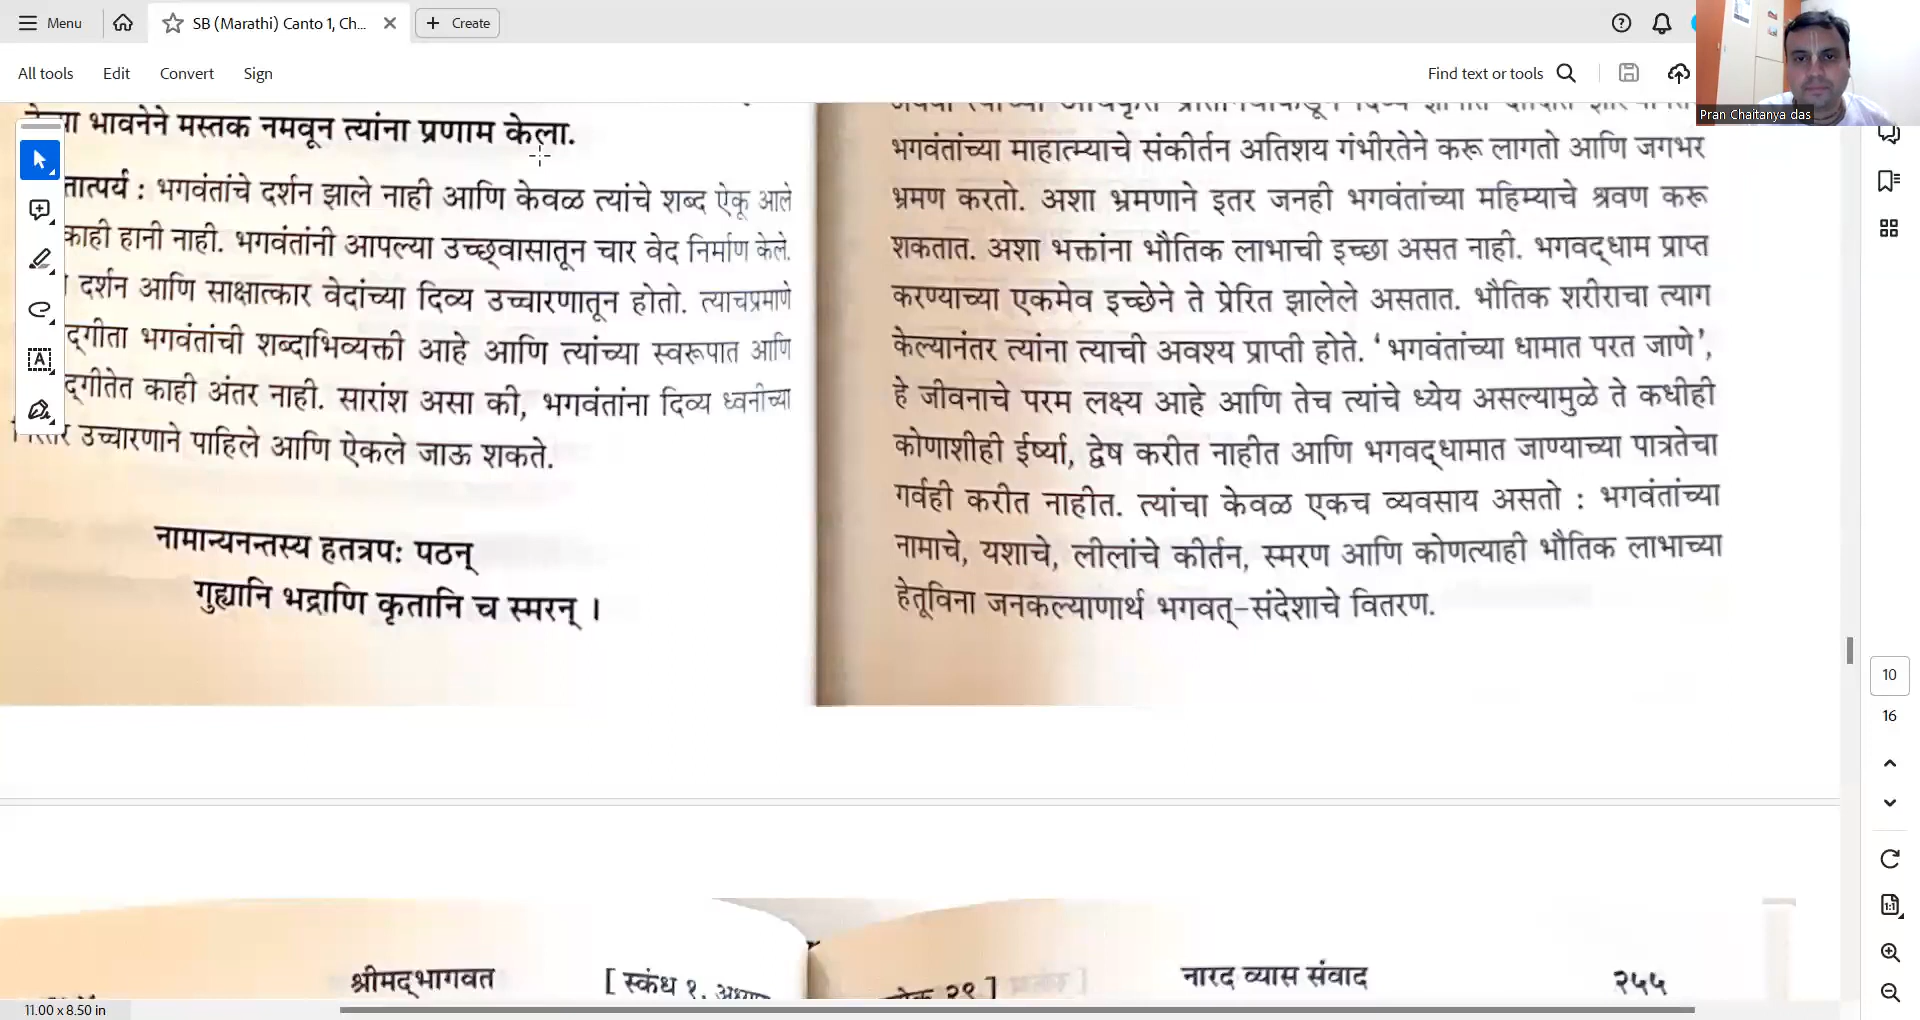 Menu
SB (Marathi) Canto 1, Ch...
Create
All tools
Edit
Convert
Sign
Find text or tools
Pran Chaitanya das
भावनेने मस्तक नमवून त्यांना प्रणाम केला.
तात्पर्य : भगवंतांचे दर्शन झाले नाही आणि केवळ त्यांचे शब्द ऐकू आले
काही हानी नाही. भगवंतांनी आपल्या उच्छ्वासातून चार वेद निर्माण केले.
दर्शन आणि साक्षात्कार वेदांच्या दिव्य उच्चारणातून होतो. त्याचप्रमाणे
द्गीता भगवंतांची शब्दाभिव्यक्ती आहे आणि त्यांच्या स्वरूपात आणि
द्गीतेत काही अंतर नाही. सारांश असा की, भगवंतांना दिव्य ध्वनीच्या
उच्चारणाने पाहिले आणि ऐकले जाऊ शकते.
नामान्यनन्तस्य हतत्रपः पठन्
गुह्यानि भद्राणि कृतानि च स्मरन् ।
भगवंतांच्या माहात्म्याचे संकीर्तन अतिशय गंभीरतेने करू लागतो आणि जगभर
भ्रमण करतो. अशा भ्रमणाने इतर जनही भगवंतांच्या महिम्याचे श्रवण करू
शकतात. अशा भक्तांना भौतिक लाभाची इच्छा असत नाही. भगवद्धाम प्राप्त
करण्याच्या एकमेव इच्छेने ते प्रेरित झालेले असतात. भौतिक शरीराचा त्याग
केल्यानंतर त्यांना त्याची अवश्य प्राप्ती होते. ‘भगवंतांच्या धामात परत जाणे’,
हे जीवनाचे परम लक्ष्य आहे आणि तेच त्यांचे ध्येय असल्यामुळे ते कधीही
कोणाशीही ईर्ष्या, द्वेष करीत नाहीत आणि भगवद्धामात जाण्याच्या पात्रतेचा
गर्वही करीत नाहीत. त्यांचा केवळ एकच व्यवसाय असतो : भगवंतांच्या
नामाचे, यशाचे, लीलांचे कीर्तन, स्मरण आणि कोणत्याही भौतिक लाभाच्या
हेतूविना जनकल्याणार्थ भगवत्-संदेशाचे वितरण.
10
16
श्रीमद्भागवत
[ स्कंध १,
२९ ]
नारद व्यास संवाद
२५५
11.00 x 8.50 in